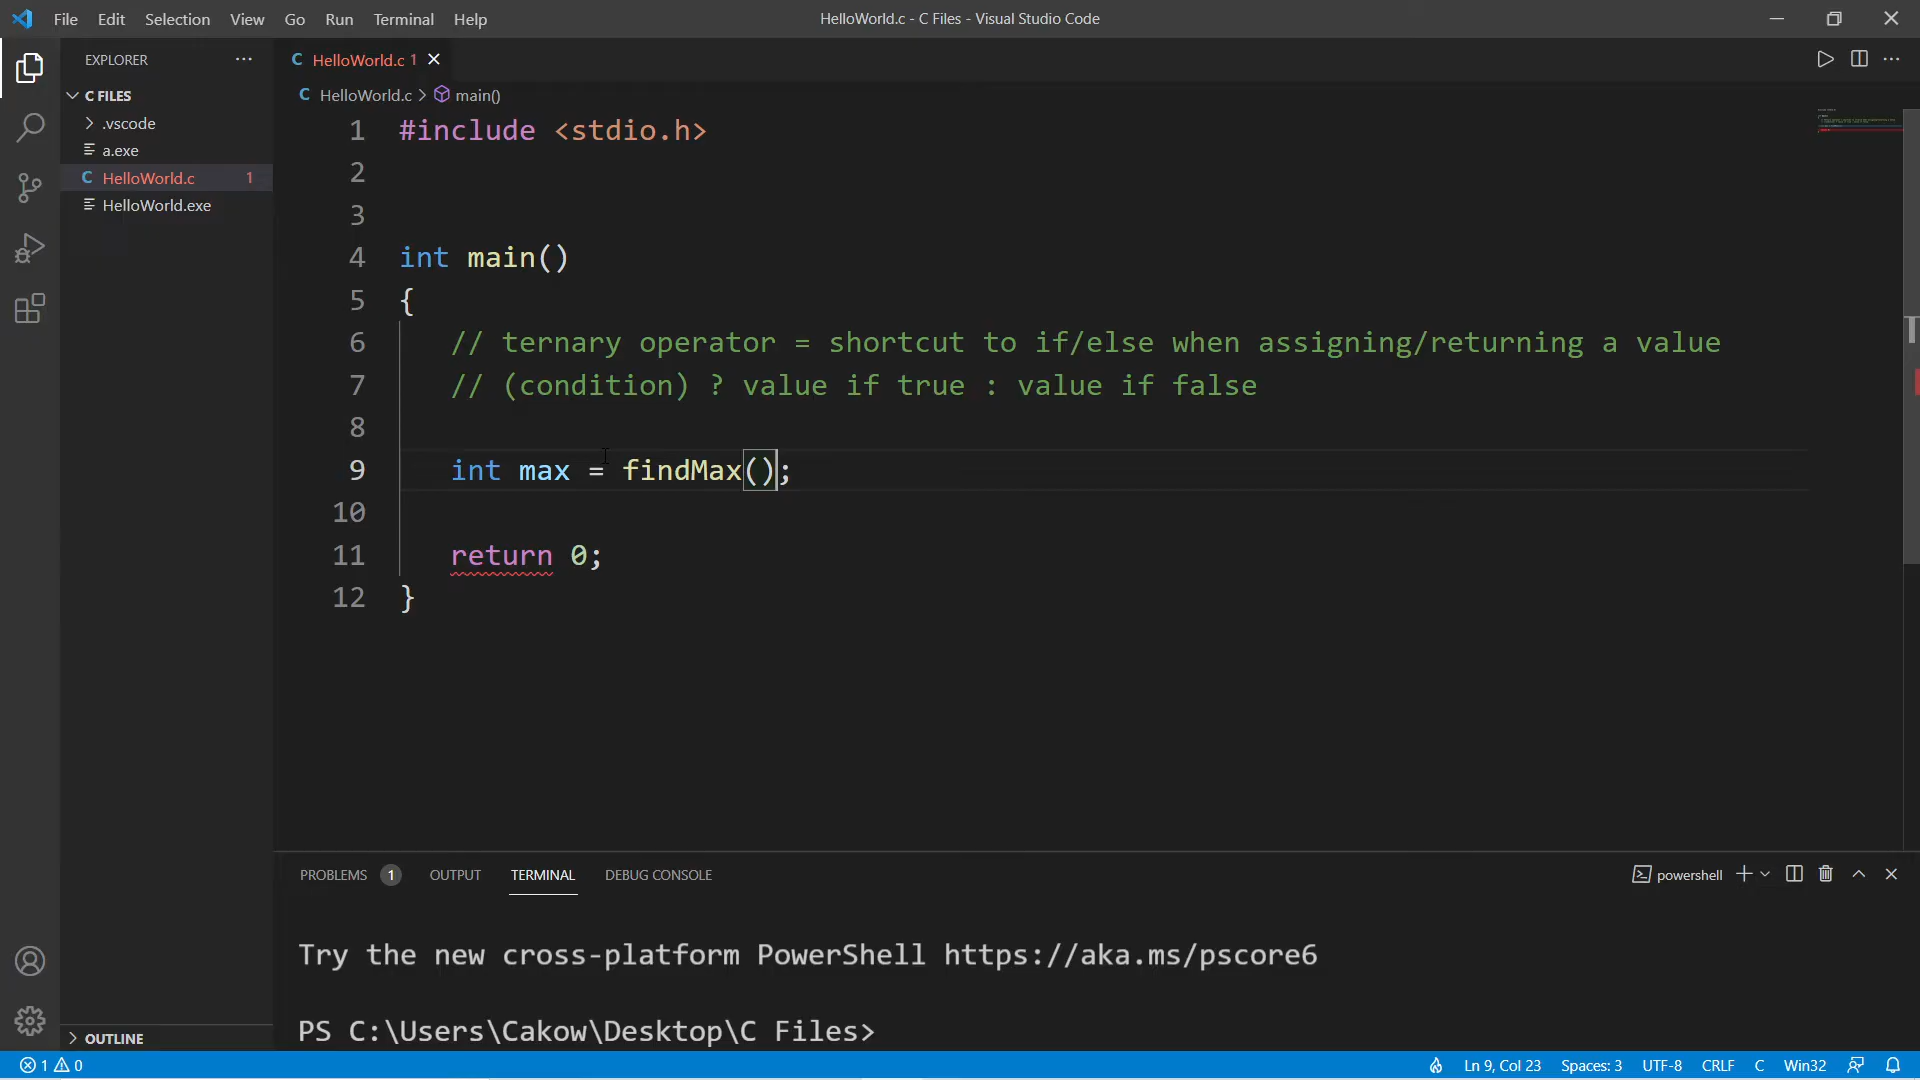 File Edit Selection View Go Run Terminal Help
HelloWorld.c - C Files - Visual Studio Code
EXPLORER
C FILES
.vscode
a.exe
C HelloWorld.c 1
HelloWorld.exe
OUTLINE
C HelloWorld.c 1
C HelloWorld.c > main()
1 #include <stdio.h>
2
3
4 int main()
5 {
6 // ternary operator = shortcut to if/else when assigning/returning a value
7 // (condition) ? value if true : value if false
8
9 int max = findMax();
10
11 return 0;
12 }
PROBLEMS 1 OUTPUT TERMINAL DEBUG CONSOLE
powershell
Try the new cross-platform PowerShell https://aka.ms/pscore6
PS C:\Users\Cakow\Desktop\C Files>
1 0
Ln 9, Col 23 Spaces: 3 UTF-8 CRLF C Win32